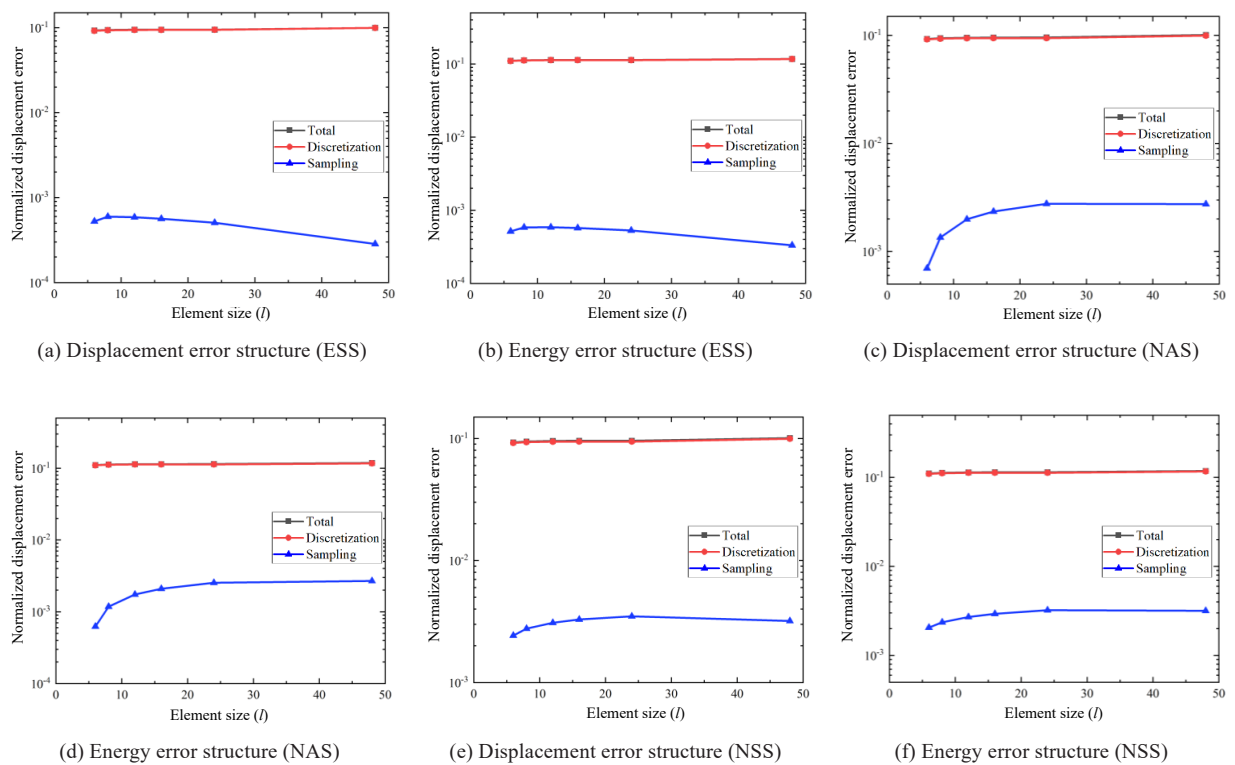 Normalized displacement error
10^-1
10^-2
10^-3
10^-4
Total
Discretization
Sampling
0 10 20 30 40 50
Element size (l)
(a) Displacement error structure (ESS)
Normalized displacement error
10^-1
10^-2
10^-3
10^-4
Total
Discretization
Sampling
0 10 20 30 40 50
Element size (l)
(b) Energy error structure (ESS)
Normalized displacement error
10^-1
10^-2
10^-3
Total
Discretization
Sampling
0 10 20 30 40 50
Element size (l)
(c) Displacement error structure (NAS)
Normalized displacement error
10^-1
10^-2
10^-3
10^-4
Total
Discretization
Sampling
0 10 20 30 40 50
Element size (l)
(d) Energy error structure (NAS)
Normalized displacement error
10^-1
10^-2
10^-3
Total
Discretization
Sampling
0 10 20 30 40 50
Element size (l)
(e) Displacement error structure (NSS)
Normalized displacement error
10^-1
10^-2
10^-3
Total
Discretization
Sampling
0 10 20 30 40 50
Element size (l)
(f) Energy error structure (NSS)